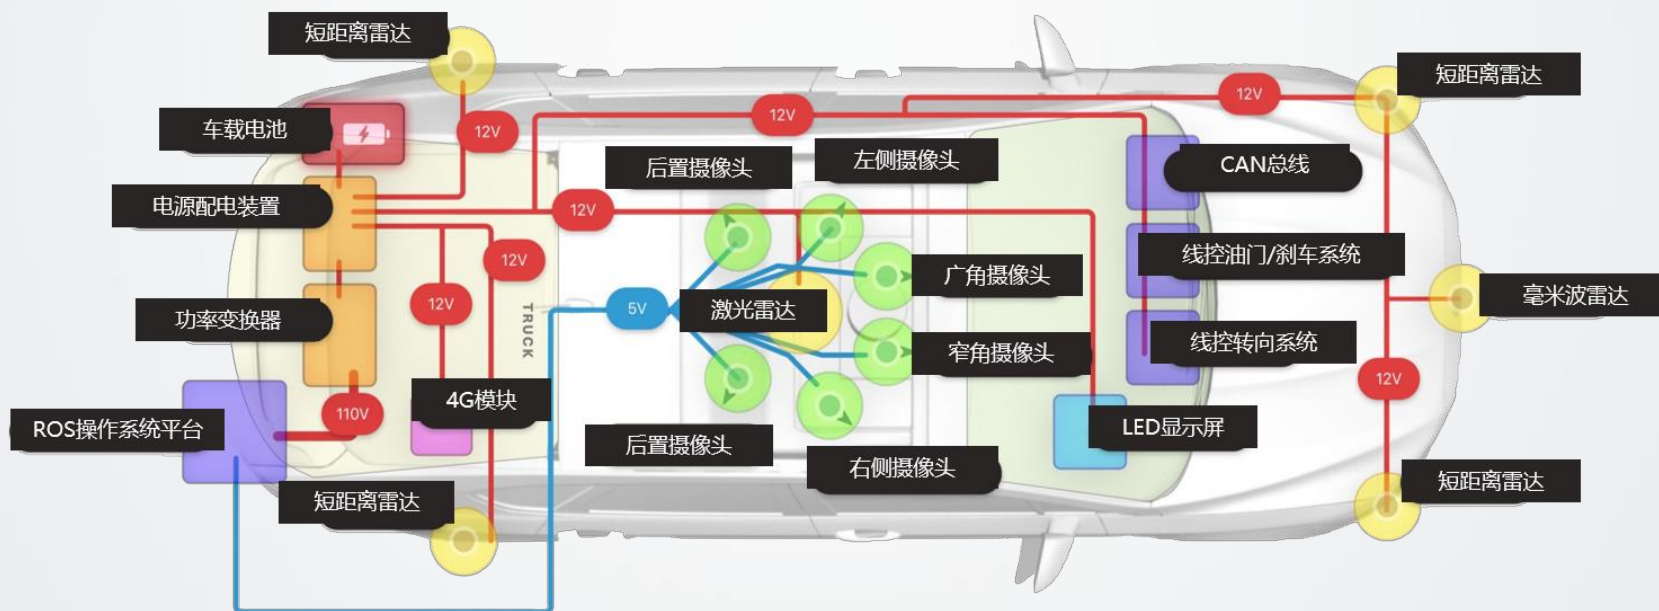 短距离雷达
短距离雷达
车载电池
12V
12V
12V
后置摄像头
左侧摄像头
CAN总线
电源配电装置
12V
线控油门/刹车系统
12V
广角摄像头
12V
5V
激光雷达
毫米波雷达
功率变换器
TRUCK
窄角摄像头
线控转向系统
12V
4G模块
110V
ROS操作系统平台
LED显示屏
后置摄像头
右侧摄像头
短距离雷达
短距离雷达